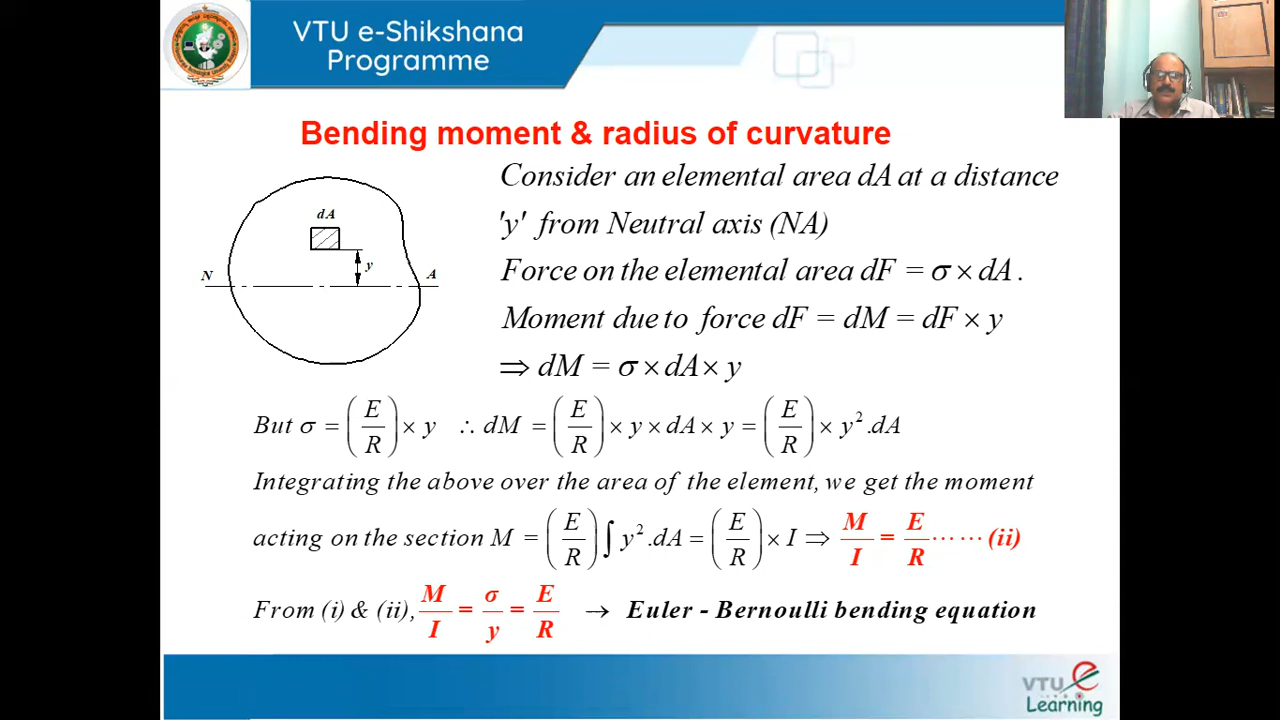 VTU e-Shikshana
Programme
Bending moment & radius of curvature
dA
y
N
A
Consider an elemental area dA at a distance
'y' from Neutral axis (NA)
Force on the elemental area dF = σ × dA .
Moment due to force dF = dM = dF × y
⇒ dM = σ × dA × y
But σ = (E/R) × y ∴ dM = (E/R) × y × dA × y = (E/R) × y².dA
Integrating the above over the area of the element, we get the moment
acting on the section M = (E/R) ∫ y².dA = (E/R) × I ⇒ M/I = E/R ⋯⋯ (ii)
From (i) & (ii), M/I = σ/y = E/R → Euler - Bernoulli bending equation
VTU e
Learning